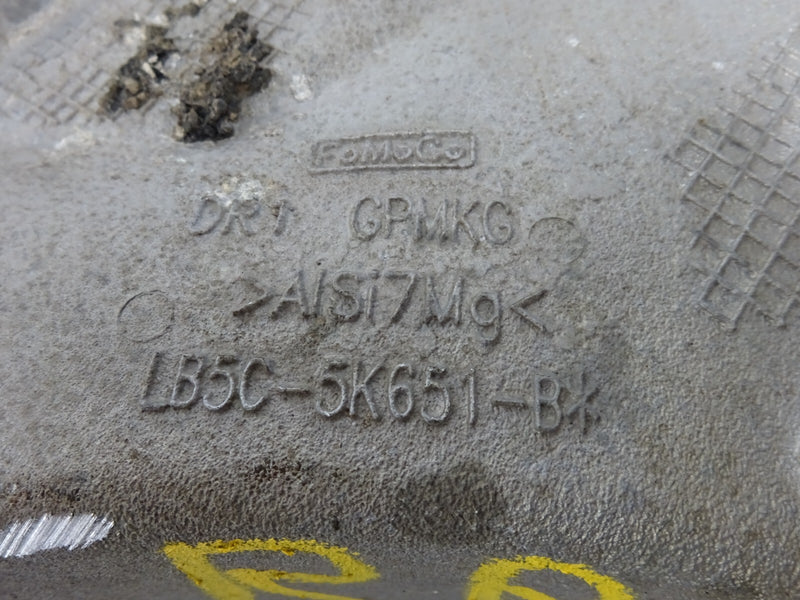 FoMoCo
DR1 GPMKG
>AlSi7Mg<
LB5C-5K651-B*